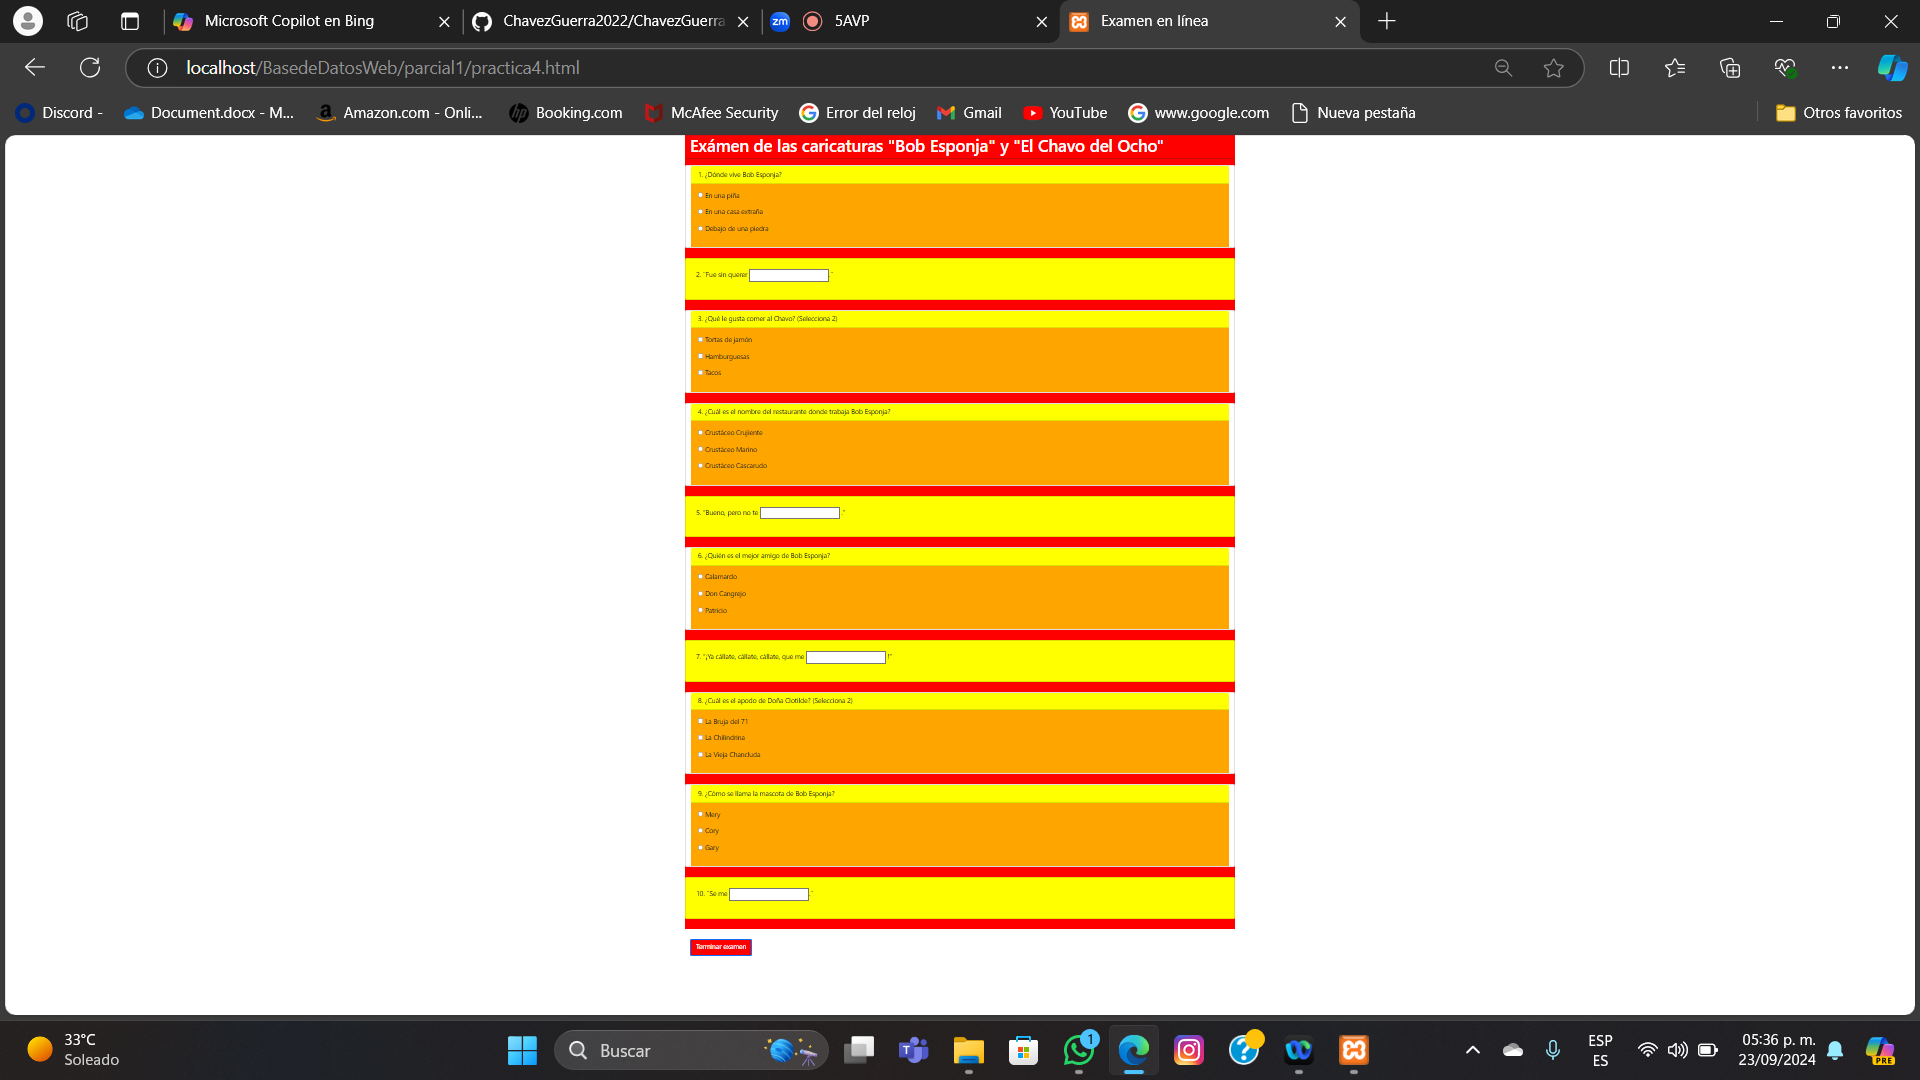 Microsoft Copilot en Bing
ChavezGuerra2022/ChavezGuerra
zm
5AVP
Examen en línea
localhost/BasedeDatosWeb/parcial1/practica4.html
Discord -
Document.docx - M...
Amazon.com - Onli...
Booking.com
McAfee Security
Error del reloj
Gmail
YouTube
www.google.com
Nueva pestaña
Otros favoritos
Exámen de las caricaturas "Bob Esponja" y "El Chavo del Ocho"
1. ¿Dónde vive Bob Esponja?
En una piña
En una casa extraña
Debajo de una piedra
2. "Fue sin querer ."
3. ¿Qué le gusta comer al Chavo? (Selecciona 2)
Tortas de jamón
Hamburguesas
Tacos
4. ¿Cuál es el nombre del restaurante donde trabaja Bob Esponja?
Crustáceo Crujiente
Crustáceo Marino
Crustáceo Cascarudo
5. "Bueno, pero no te ."
6. ¿Quién es el mejor amigo de Bob Esponja?
Calamardo
Don Cangrejo
Patricio
7. "¡Ya cállate, cállate, cállate, que me !"
8. ¿Cuál es el apodo de Doña Clotilde? (Selecciona 2)
La Bruja del 71
La Chilindrina
La Vieja Chancluda
9. ¿Cómo se llama la mascota de Bob Esponja?
Mery
Cory
Gary
10. "Se me ."
Terminar examen
33°C
Soleado
Buscar
1
ESP
ES
05:36 p. m.
23/09/2024
PRE